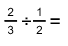 2/3 ÷ 1/2 =